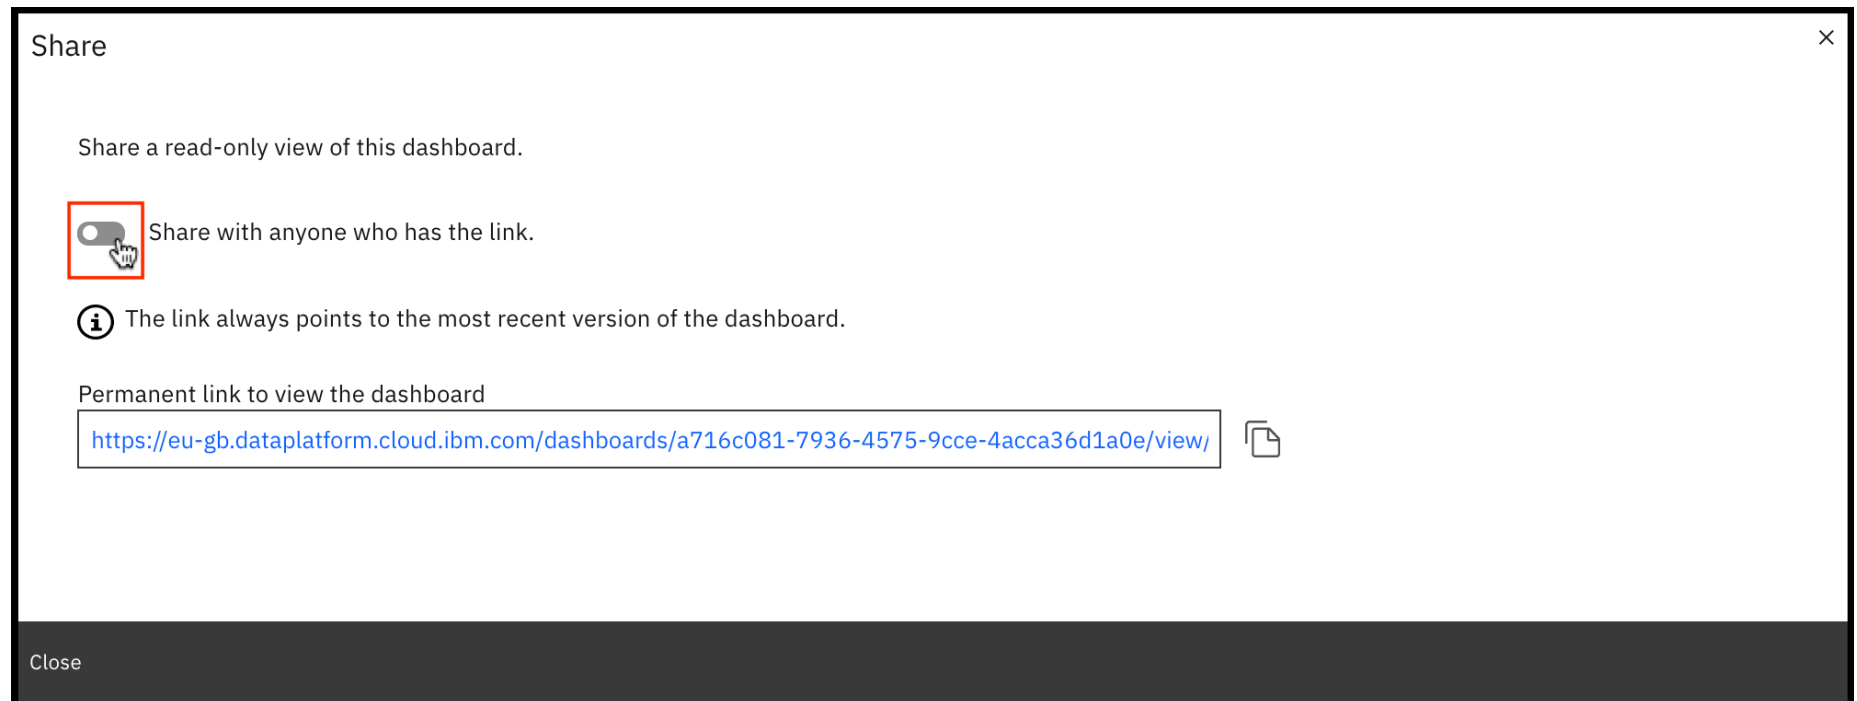 Share
Share a read-only view of this dashboard.
Share with anyone who has the link.
The link always points to the most recent version of the dashboard.
Permanent link to view the dashboard
https://eu-gb.dataplatform.cloud.ibm.com/dashboards/a716c081-7936-4575-9cce-4acca36d1a0e/view/
Close